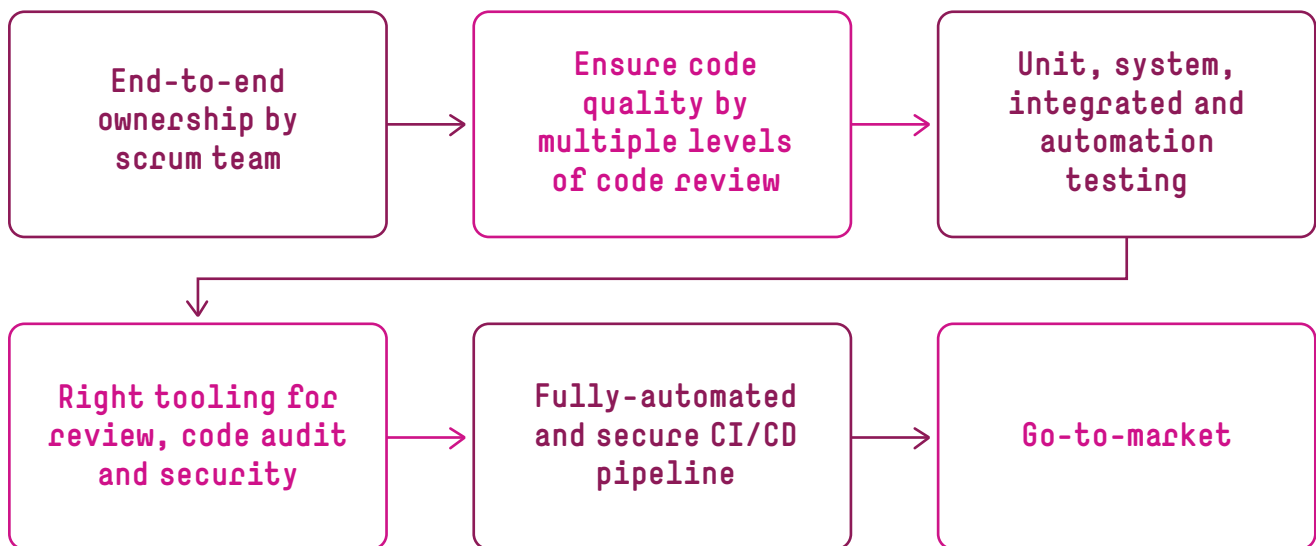 End-to-end
ownership by
scrum team
Ensure code
quality by
multiple levels
of code review
Unit, system,
integrated and
automation
testing
Right tooling for
review, code audit
and security
Fully-automated
and secure CI/CD
pipeline
Go-to-market